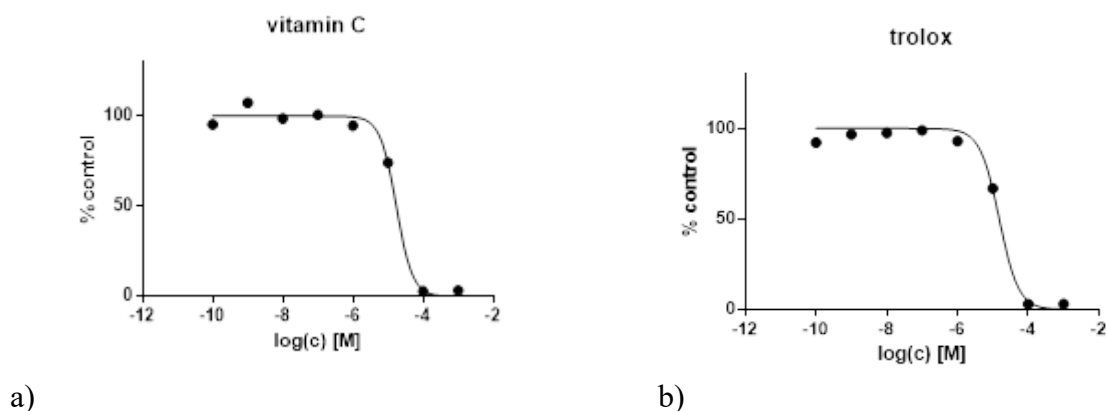 vitamin C
100
50
0
% control
-12 -10 -8 -6 -4 -2
log(c) [M]
a)
trolox
100
50
0
% control
-12 -10 -8 -6 -4 -2
log(c) [M]
b)